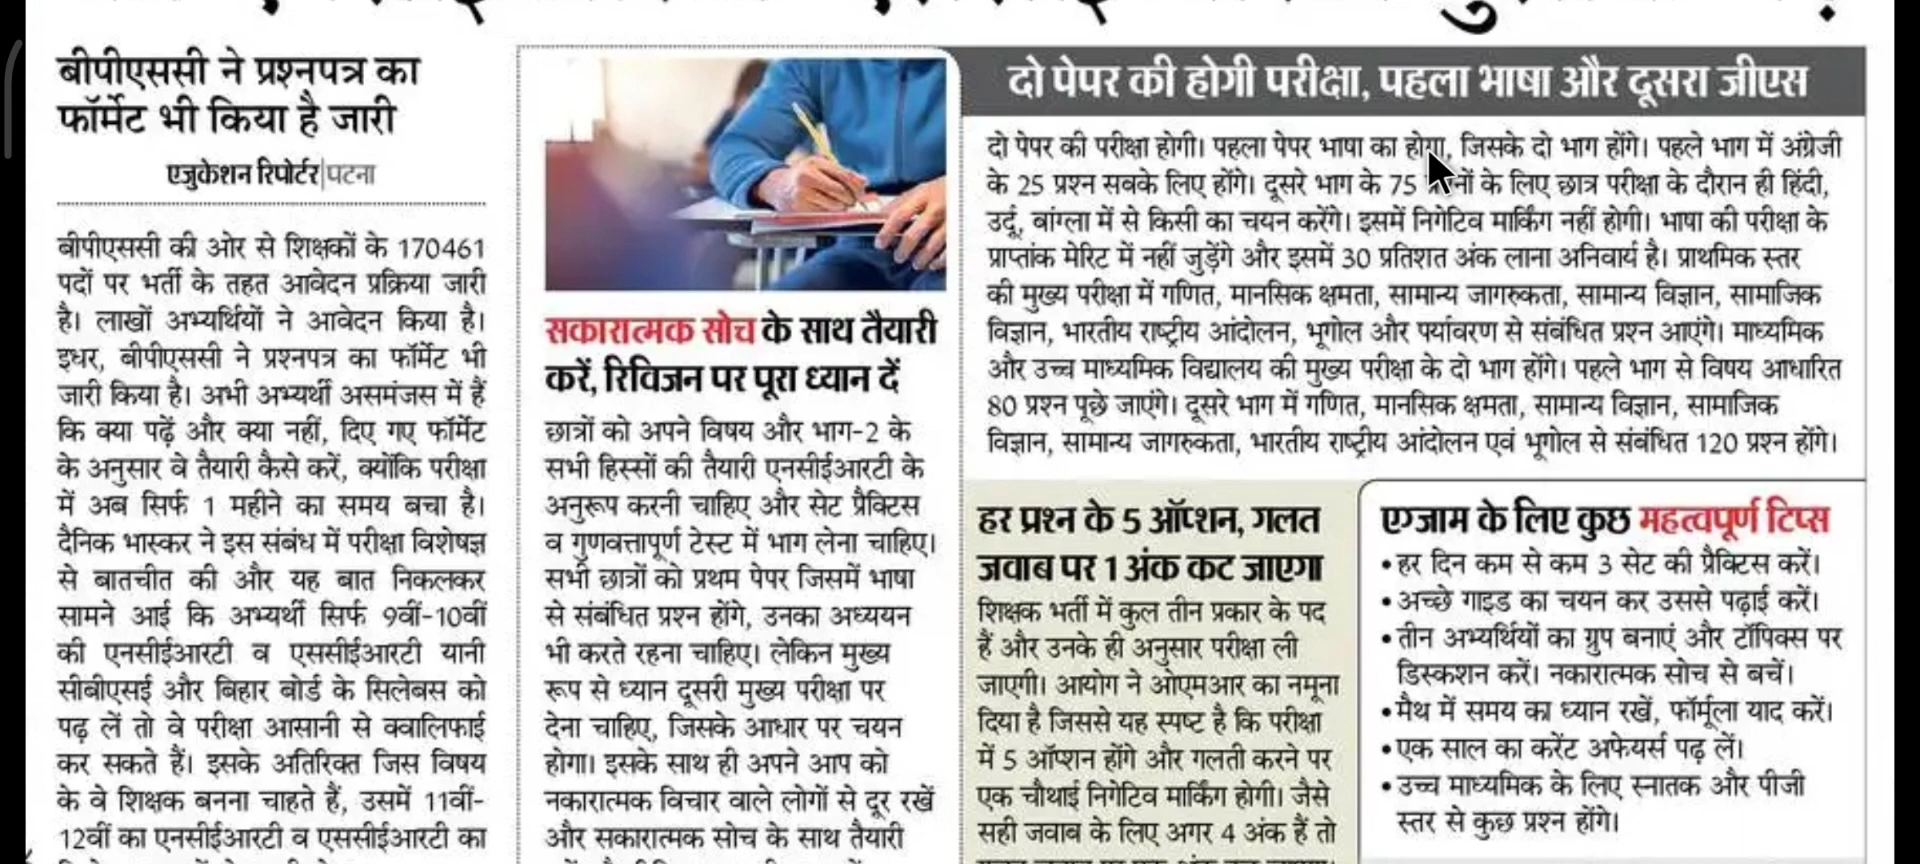 बीपीएससी ने प्रश्नपत्र का
फॉर्मेट भी किया है जारी
एजुकेशन रिपोर्टर|पटना
बीपीएससी की ओर से शिक्षकों के 170461
पदों पर भर्ती के तहत आवेदन प्रक्रिया जारी
है। लाखों अभ्यर्थियों ने आवेदन किया है।
इधर, बीपीएससी ने प्रश्नपत्र का फॉर्मेट भी
जारी किया है। अभी अभ्यर्थी असमंजस में हैं
कि क्या पढ़ें और क्या नहीं, दिए गए फॉर्मेट
के अनुसार वे तैयारी कैसे करें, क्योंकि परीक्षा
में अब सिर्फ 1 महीने का समय बचा है।
दैनिक भास्कर ने इस संबंध में परीक्षा विशेषज्ञ
से बातचीत की और यह बात निकलकर
सामने आई कि अभ्यर्थी सिर्फ 9वीं-10वीं
की एनसीईआरटी व एससीईआरटी यानी
सीबीएसई और बिहार बोर्ड के सिलेबस को
पढ़ लें तो वे परीक्षा आसानी से क्वालिफाई
कर सकते हैं। इसके अतिरिक्त जिस विषय
के वे शिक्षक बनना चाहते हैं, उसमें 11वीं-
12वीं का एनसीईआरटी व एससीईआरटी का
सकारात्मक सोच के साथ तैयारी
करें, रिविजन पर पूरा ध्यान दें
छात्रों को अपने विषय और भाग-2 के
सभी हिस्सों की तैयारी एनसीईआरटी के
अनुरूप करनी चाहिए और सेट प्रैक्टिस
व गुणवत्तापूर्ण टेस्ट में भाग लेना चाहिए।
सभी छात्रों को प्रथम पेपर जिसमें भाषा
से संबंधित प्रश्न होंगे, उनका अध्ययन
भी करते रहना चाहिए। लेकिन मुख्य
रूप से ध्यान दूसरी मुख्य परीक्षा पर
देना चाहिए, जिसके आधार पर चयन
होगा। इसके साथ ही अपने आप को
नकारात्मक विचार वाले लोगों से दूर रखें
और सकारात्मक सोच के साथ तैयारी
दो पेपर की होगी परीक्षा, पहला भाषा और दूसरा जीएस
दो पेपर की परीक्षा होगी। पहला पेपर भाषा का होगा, जिसके दो भाग होंगे। पहले भाग में अंग्रेजी
के 25 प्रश्न सबके लिए होंगे। दूसरे भाग के 75 प्रश्नों के लिए छात्र परीक्षा के दौरान ही हिंदी,
उर्दू, बांग्ला में से किसी का चयन करेंगे। इसमें निगेटिव मार्किंग नहीं होगी। भाषा की परीक्षा के
प्राप्तांक मेरिट में नहीं जुड़ेंगे और इसमें 30 प्रतिशत अंक लाना अनिवार्य है। प्राथमिक स्तर
की मुख्य परीक्षा में गणित, मानसिक क्षमता, सामान्य जागरुकता, सामान्य विज्ञान, सामाजिक
विज्ञान, भारतीय राष्ट्रीय आंदोलन, भूगोल और पर्यावरण से संबंधित प्रश्न आएंगे। माध्यमिक
और उच्च माध्यमिक विद्यालय की मुख्य परीक्षा के दो भाग होंगे। पहले भाग से विषय आधारित
80 प्रश्न पूछे जाएंगे। दूसरे भाग में गणित, मानसिक क्षमता, सामान्य विज्ञान, सामाजिक
विज्ञान, सामान्य जागरुकता, भारतीय राष्ट्रीय आंदोलन एवं भूगोल से संबंधित 120 प्रश्न होंगे।
हर प्रश्न के 5 ऑप्शन, गलत
जवाब पर 1 अंक कट जाएगा
शिक्षक भर्ती में कुल तीन प्रकार के पद
हैं और उनके ही अनुसार परीक्षा ली
जाएगी। आयोग ने ओएमआर का नमूना
दिया है जिससे यह स्पष्ट है कि परीक्षा
में 5 ऑप्शन होंगे और गलती करने पर
एक चौथाई निगेटिव मार्किंग होगी। जैसे
सही जवाब के लिए अगर 4 अंक हैं तो
एग्जाम के लिए कुछ महत्वपूर्ण टिप्स
• हर दिन कम से कम 3 सेट की प्रैक्टिस करें।
• अच्छे गाइड का चयन कर उससे पढ़ाई करें।
• तीन अभ्यर्थियों का ग्रुप बनाएं और टॉपिक्स पर
डिस्कशन करें। नकारात्मक सोच से बचें।
• मैथ में समय का ध्यान रखें, फॉर्मूला याद करें।
• एक साल का करेंट अफेयर्स पढ़ लें।
• उच्च माध्यमिक के लिए स्नातक और पीजी
स्तर से कुछ प्रश्न होंगे।